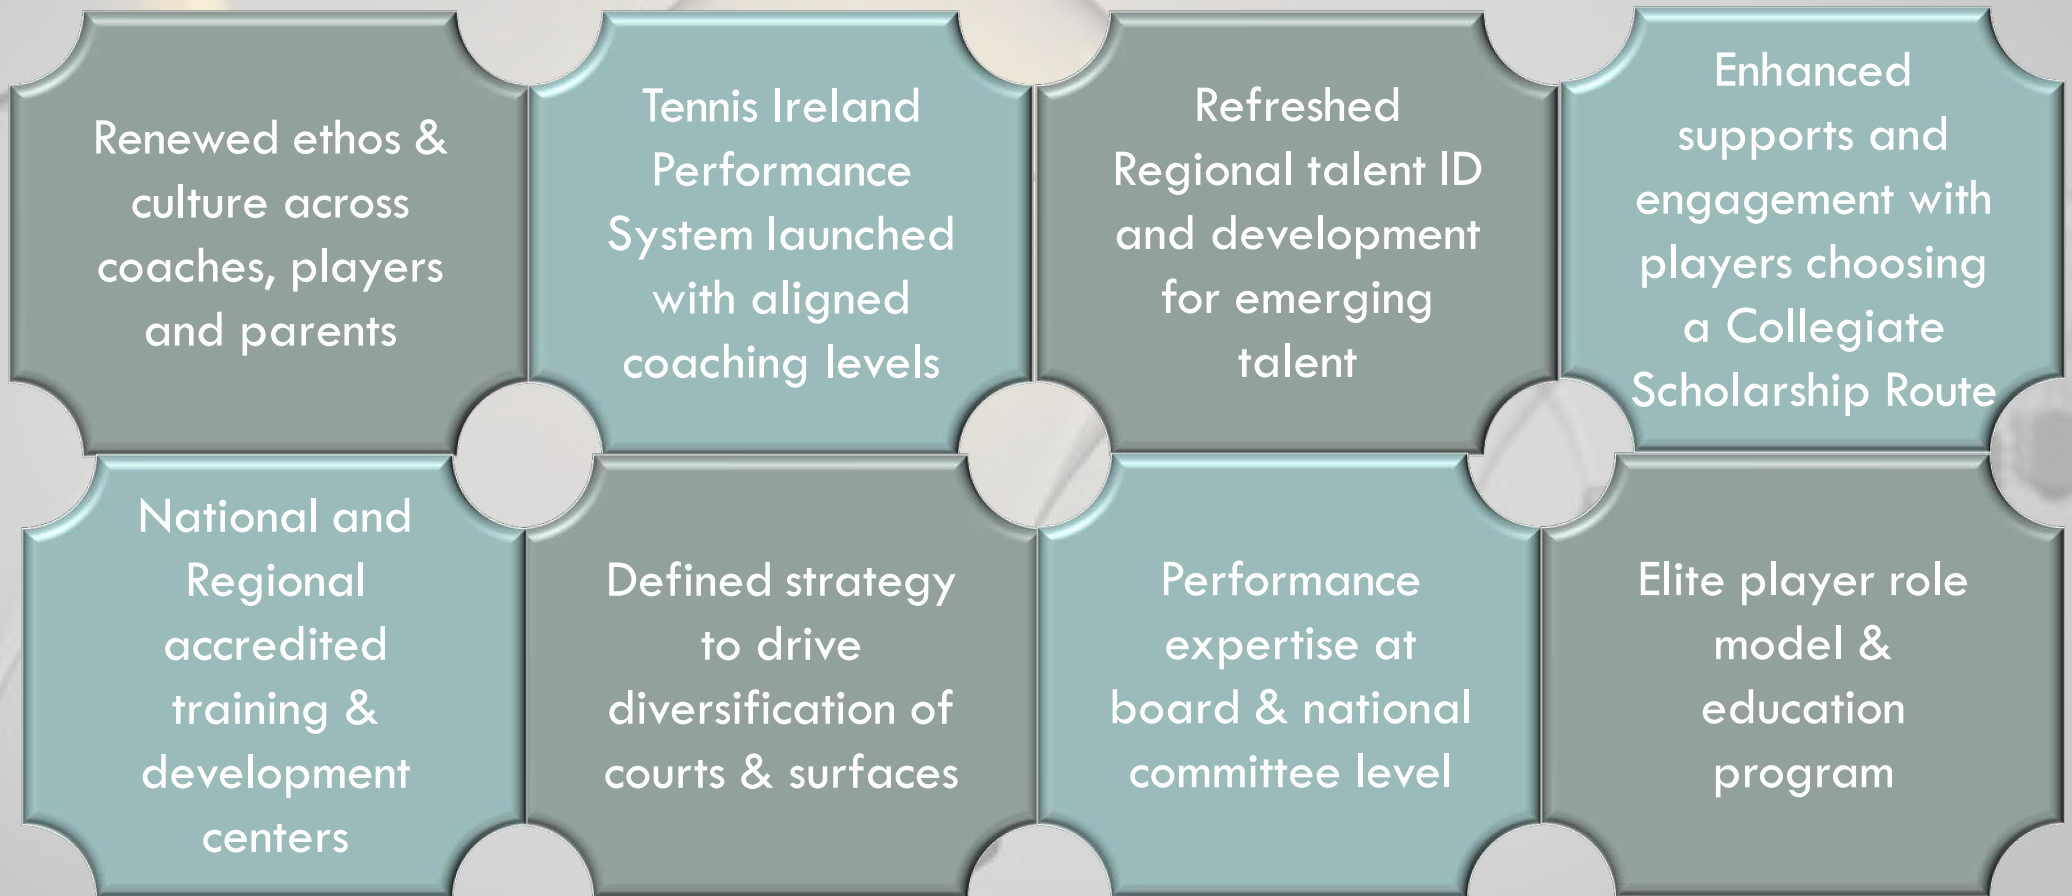 Renewed ethos &
culture across
coaches, players
and parents
Tennis Ireland
Performance
System launched
with aligned
coaching levels
Refreshed
Regional talent ID
and development
for emerging
talent
Enhanced
supports and
engagement with
players choosing
a Collegiate
Scholarship Route
National and
Regional
accredited
training &
development
centers
Defined strategy
to drive
diversification of
courts & surfaces
Performance
expertise at
board & national
committee level
Elite player role
model &
education
program